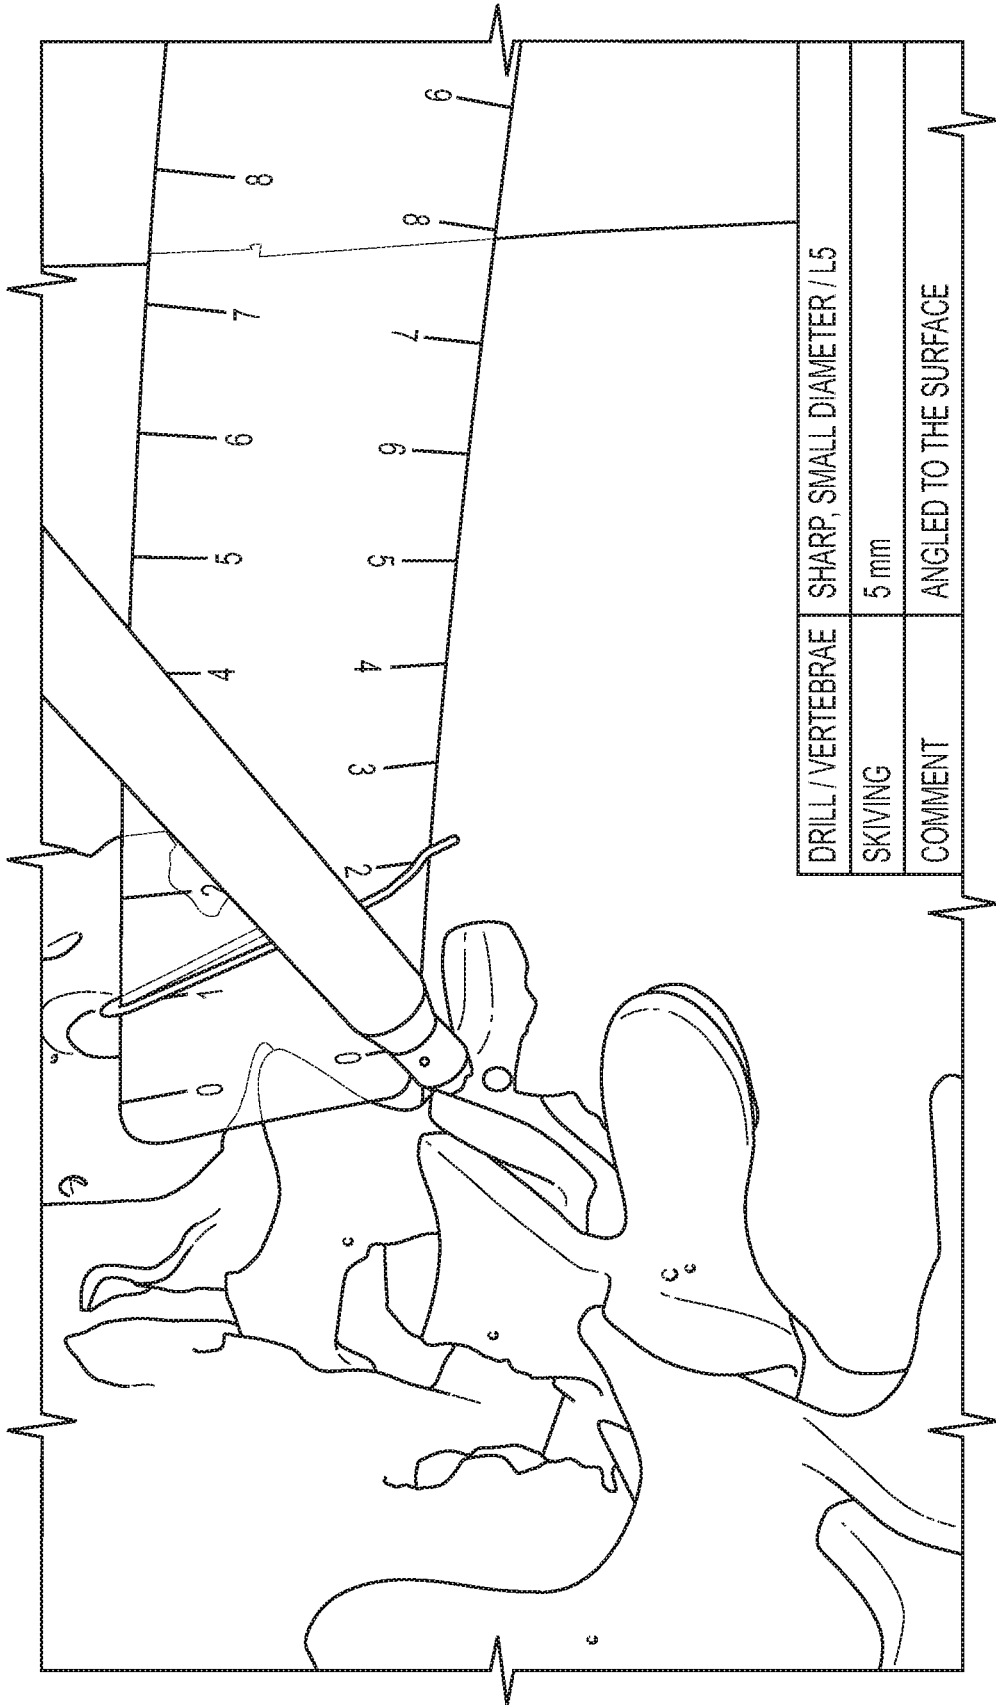 0 1 2 4 5 6 7 8
0 2 3 4 5 6 7 8 9
DRILL / VERTEBRAE SHARP, SMALL DIAMETER / L5
SKIVING 5 mm
COMMENT ANGLED TO THE SURFACE